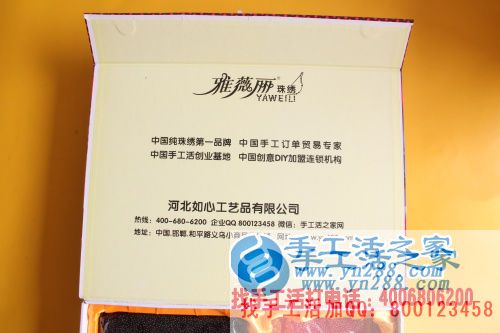 雅薇丽®珠绣
YAWEILI
中国纯珠绣第一品牌 中国手工订单贸易专家
中国手工活创业基地 中国创意DIY加盟连锁机构
河北如心工艺品有限公司
热线：400-680-6200 企业QQ 800123458 微信：手工活之家网
地址：中国.邯郸.和平路义乌小商品
手工活之家
www.yn288.com
找手工活打电话：4006806200
找手工活加QQ：800123458